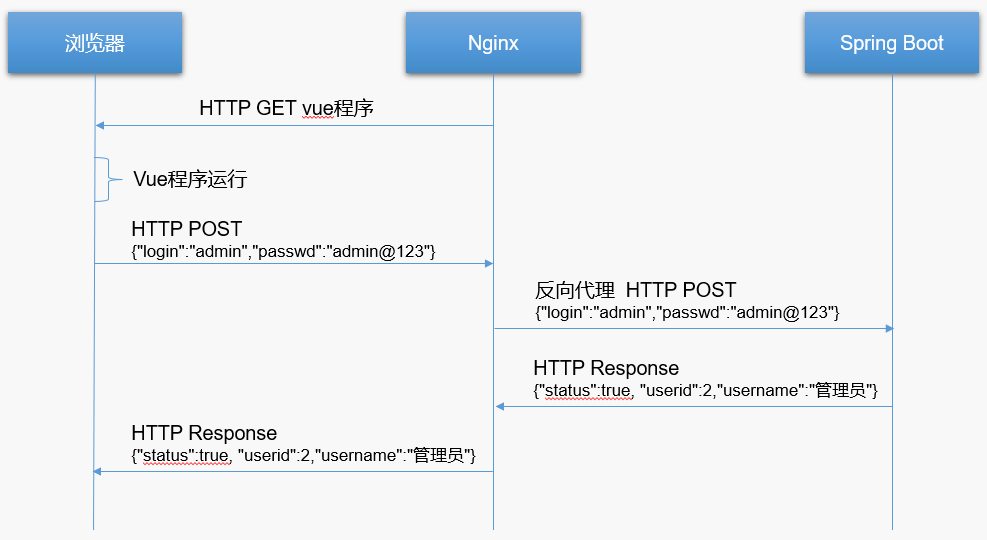 浏览器
Nginx
Spring Boot
HTTP GET vue程序
Vue程序运行
HTTP POST
{"login":"admin","passwd":"admin@123"}
反向代理  HTTP POST
{"login":"admin","passwd":"admin@123"}
HTTP Response
{"status":true, "userid":2,"username":"管理员"}
HTTP Response
{"status":true, "userid":2,"username":"管理员"}